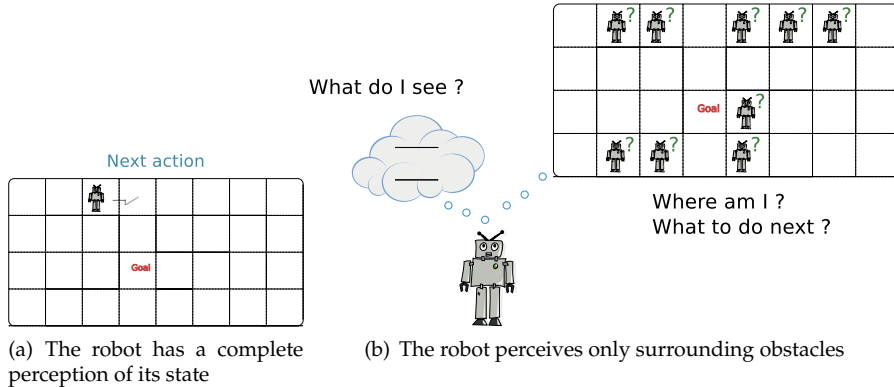 Next action
Goal
(a) The robot has a complete
perception of its state
What do I see ?
? ? ? ? ?
Goal ?
? ? ?
Where am I ?
What to do next ?
(b) The robot perceives only surrounding obstacles